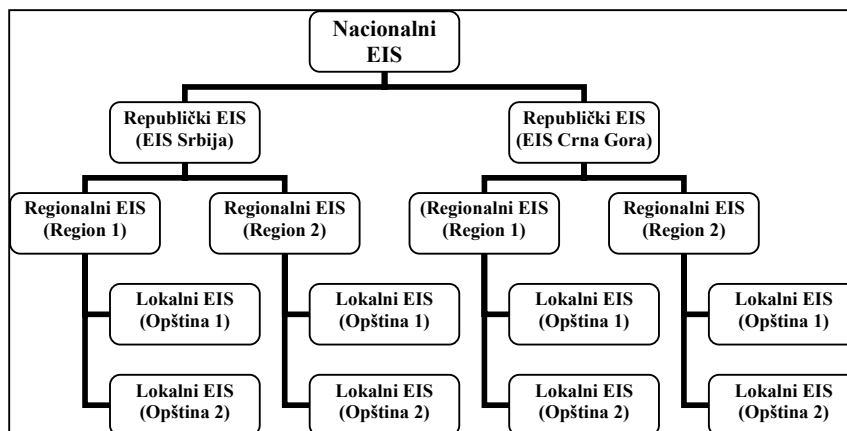 Nacionalni
EIS
Republički EIS
(EIS Srbija)
Republički EIS
(EIS Crna Gora)
Regionalni EIS
(Region 1)
Regionalni EIS
(Region 2)
(Regionalni EIS
(Region 1)
Regionalni EIS
(Region 2)
Lokalni EIS
(Opština 1)
Lokalni EIS
(Opština 1)
Lokalni EIS
(Opština 1)
Lokalni EIS
(Opština 1)
Lokalni EIS
(Opština 2)
Lokalni EIS
(Opština 2)
Lokalni EIS
(Opština 2)
Lokalni EIS
(Opština 2)